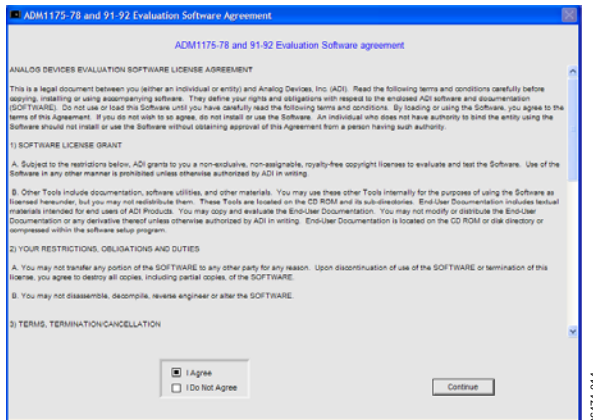 ADM1175-78 and 91-92 Evaluation Software Agreement
ADM1175-78 and 91-92 Evaluation Software agreement
ANALOG DEVICES EVALUATION SOFTWARE LICENSE AGREEMENT
This is a legal document between you (either an individual or entity) and Analog Devices, Inc. (ADI). Read the following terms and conditions carefully before
copying, installing or using accompanying software. They define your rights and obligations with respect to the enclosed ADI software and documentation
(SOFTWARE). Do not use or load this Software until you have carefully read the following terms and conditions. By loading or using the Software, you agree to the
terms of this Agreement. If you do not wish to so agree, do not install or use the Software. An individual who does not have authority to bind the entity using the
Software should not install or use the Software without obtaining approval of this Agreement from a person having such authority.
1) SOFTWARE LICENSE GRANT
A. Subject to the restrictions below, ADI grants to you a non-exclusive, non-assignable, royalty-free copyright licenses to evaluate and test the Software. Use of the
Software in any other manner is prohibited unless otherwise authorized by ADI in writing.
B. Other Tools include documentation, software utilities, and other materials. You may use these other Tools internally for the purposes of using the Software as
licensed hereunder, but you may not redistribute them. These Tools are located on the CD ROM and its sub-directories. End-User Documentation includes textual
materials intended for end users of ADI Products. You may copy and evaluate the End-User Documentation. You may not modify or distribute the End-User
Documentation or any derivative thereof unless otherwise authorized by ADI in writing. End-User Documentation is located on the CD ROM or disk directory or
compressed within the software setup program.
2) YOUR RESTRICTIONS, OBLIGATIONS AND DUTIES
A. You may not transfer any portion of the SOFTWARE to any other party for any reason. Upon discontinuation of use of the SOFTWARE or termination of this
license, you agree to destroy all copies, including partial copies, of the SOFTWARE.
B. You may not disassemble, decompile, reverse engineer or alter the SOFTWARE.
3) TERMS, TERMINATION/CANCELLATION
I Agree
I Do Not Agree
Continue